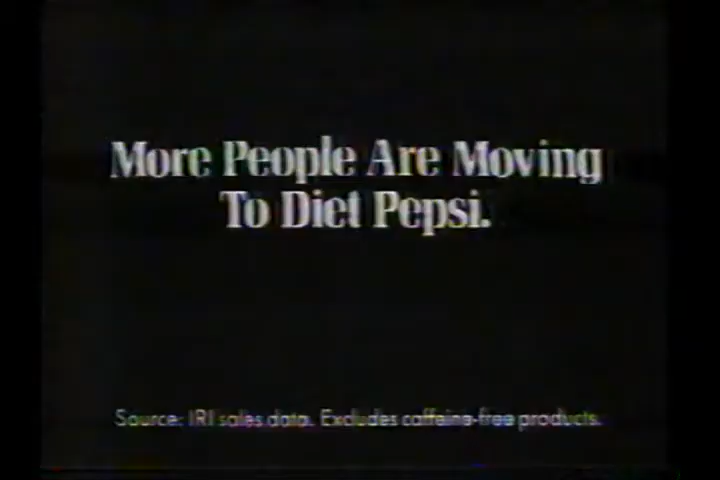 More People Are Moving
To Diet Pepsi.
Source: IRI sales data. Excludes caffeine-free products.